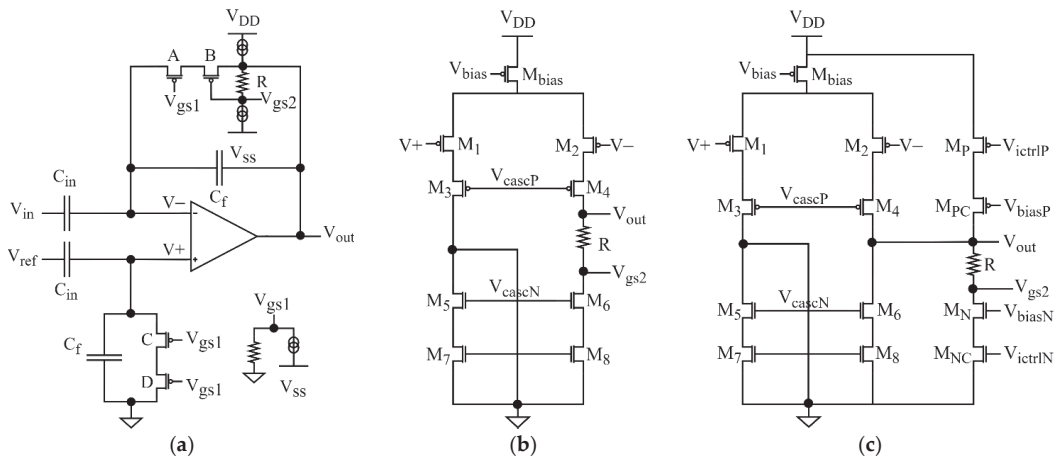 V_DD
A
B
R
V_gs1
V_gs2
V_ss
C_f
C_in
V_in
V−
-
V_out
V_ref
V+
+
C_in
C_f
C
V_gs1
D
V_gs1
V_gs1
V_ss
(a)
V_DD
V_bias
M_bias
V+
M_1
M_2
V−
M_3
V_cascP
M_4
V_out
R
V_gs2
M_5
V_cascN
M_6
M_7
M_8
(b)
V_DD
V_bias
M_bias
V+
M_1
M_2
V−
M_P
V_ictrlP
M_3
V_cascP
M_4
M_PC
V_biasP
V_out
R
V_gs2
M_5
V_cascN
M_6
M_N
V_biasN
M_7
M_8
M_NC
V_ictrlN
(c)